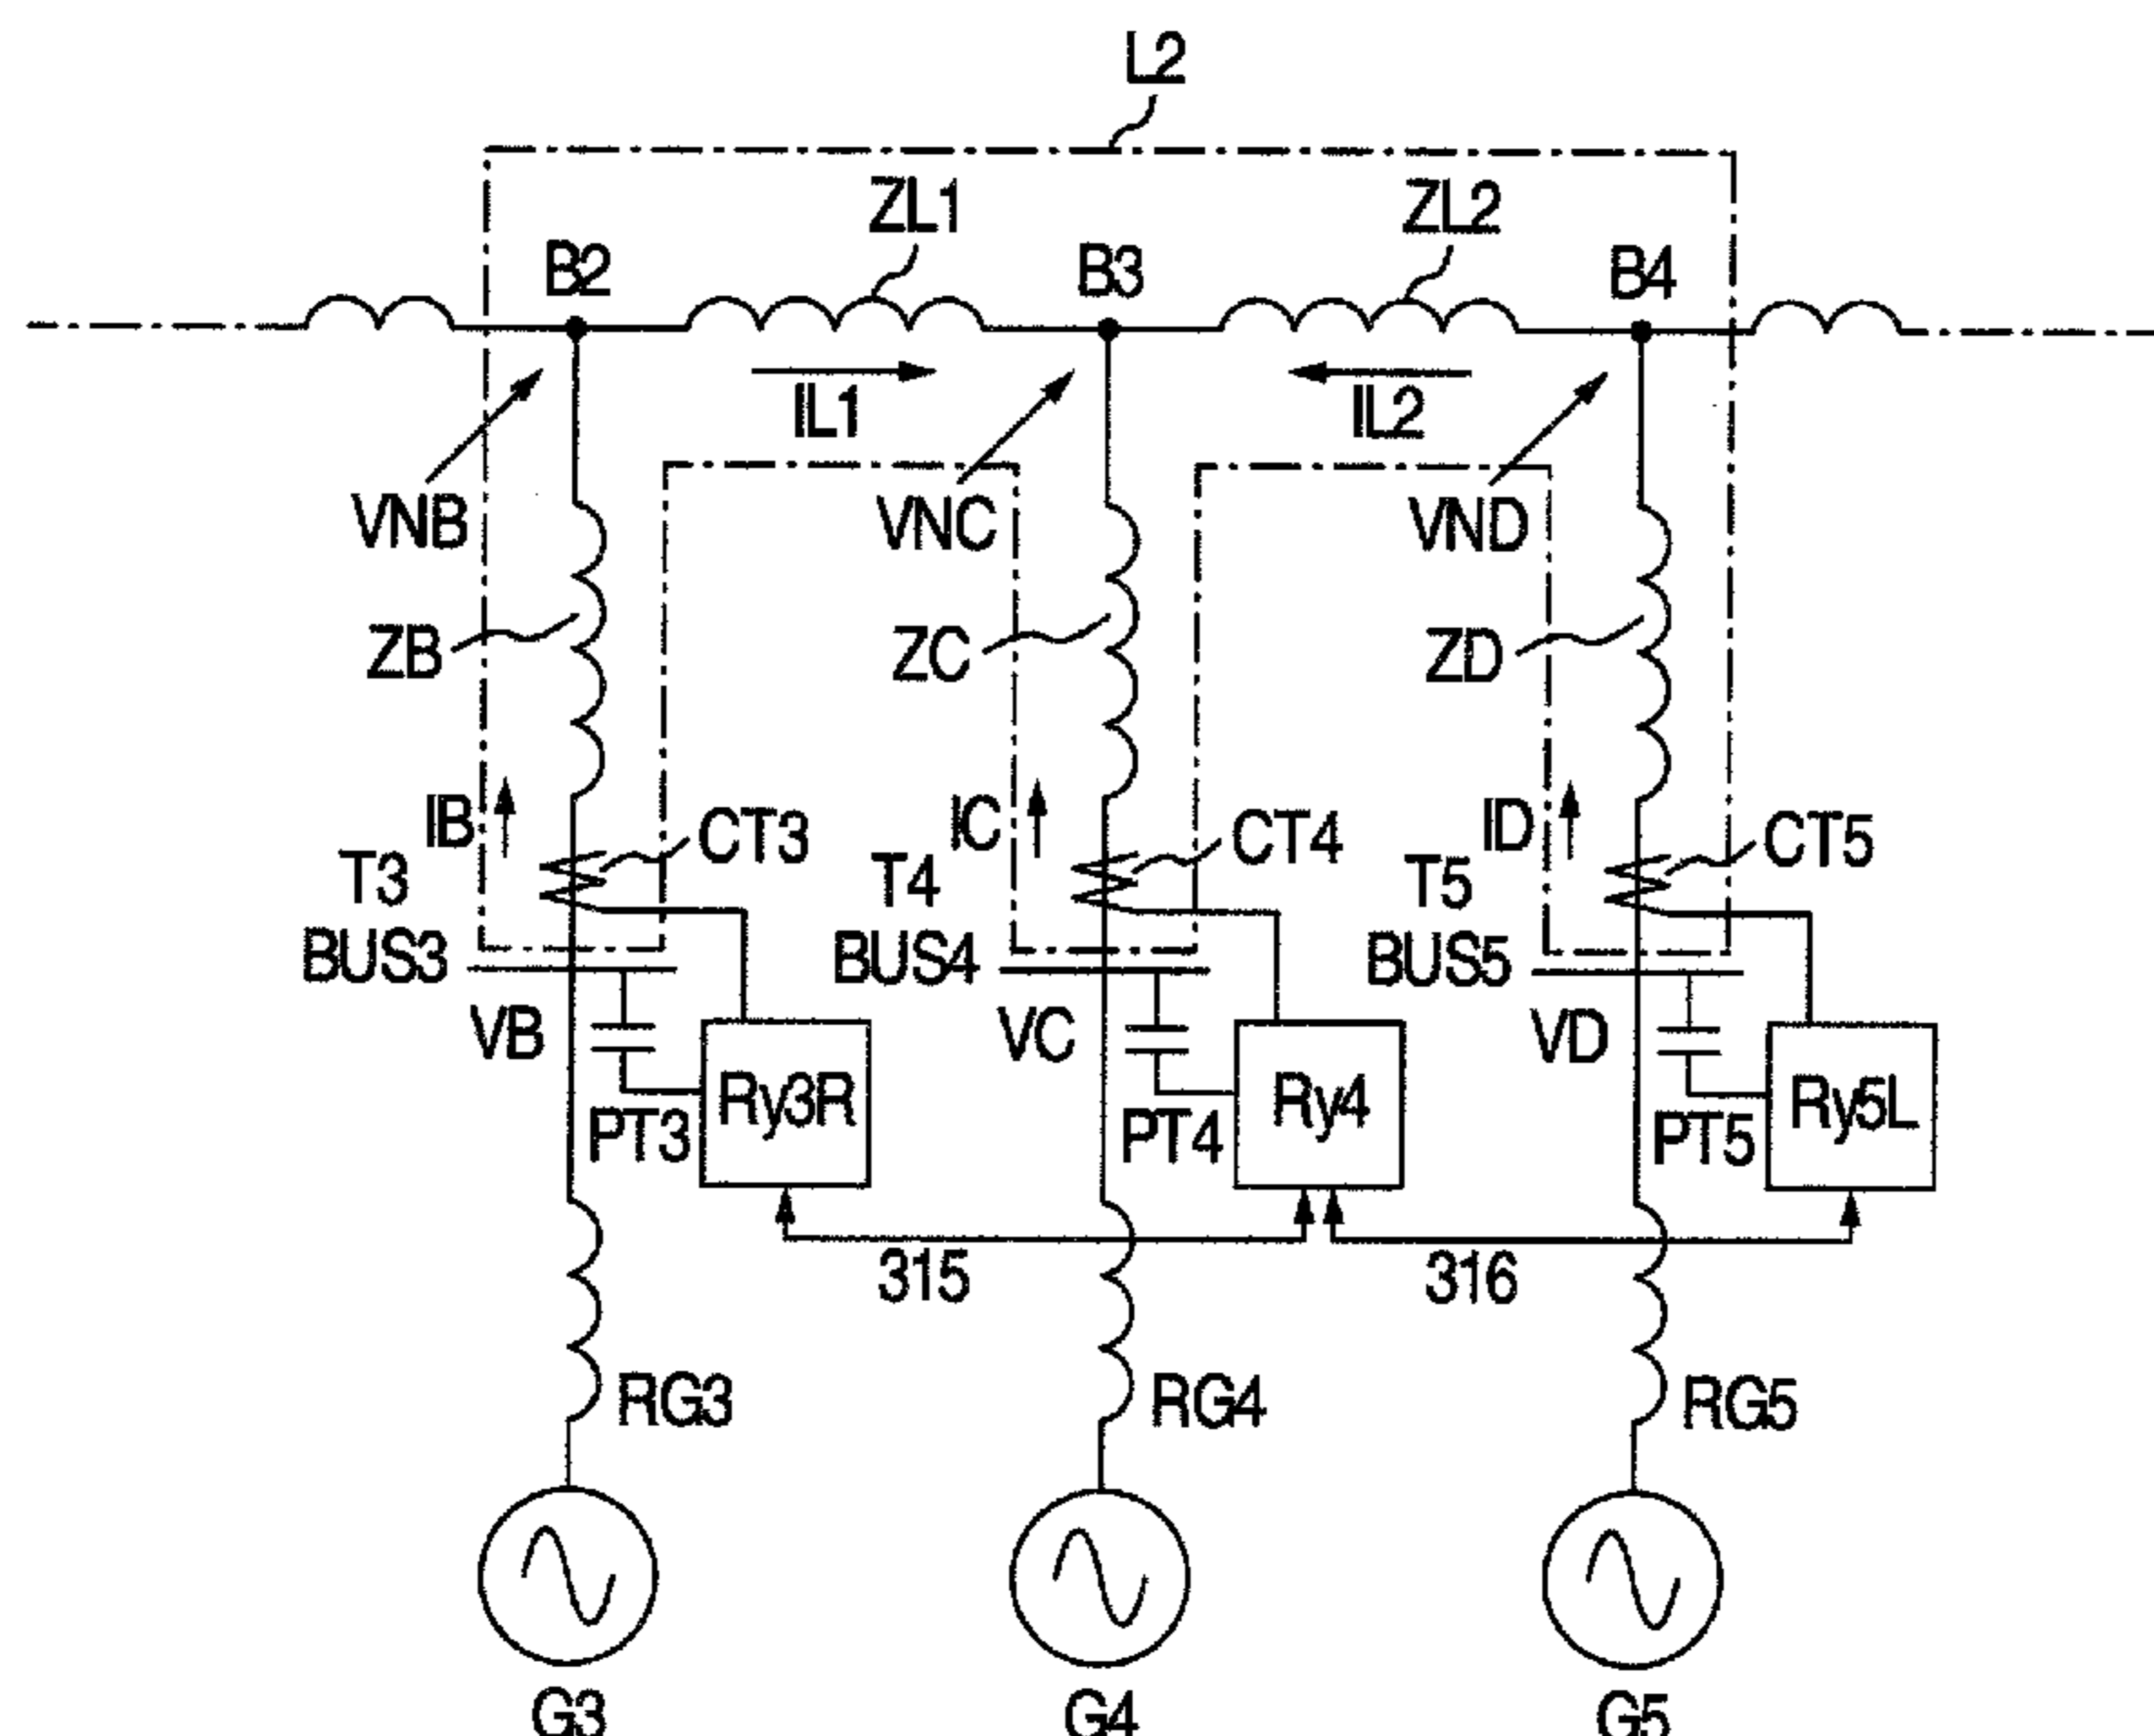 L2
ZL1
ZL2
B2
B3
B4
IL1
IL2
VNB
VNC
VND
ZB
ZC
ZD
IB
CT3
IC
CT4
ID
CT5
T3
T4
T5
BUS3
BUS4
BUS5
VB
VC
VD
Ry3R
Ry4
Ry5L
PT3
PT4
PT5
315
316
RG3
RG4
RG5
G3
G4
G5